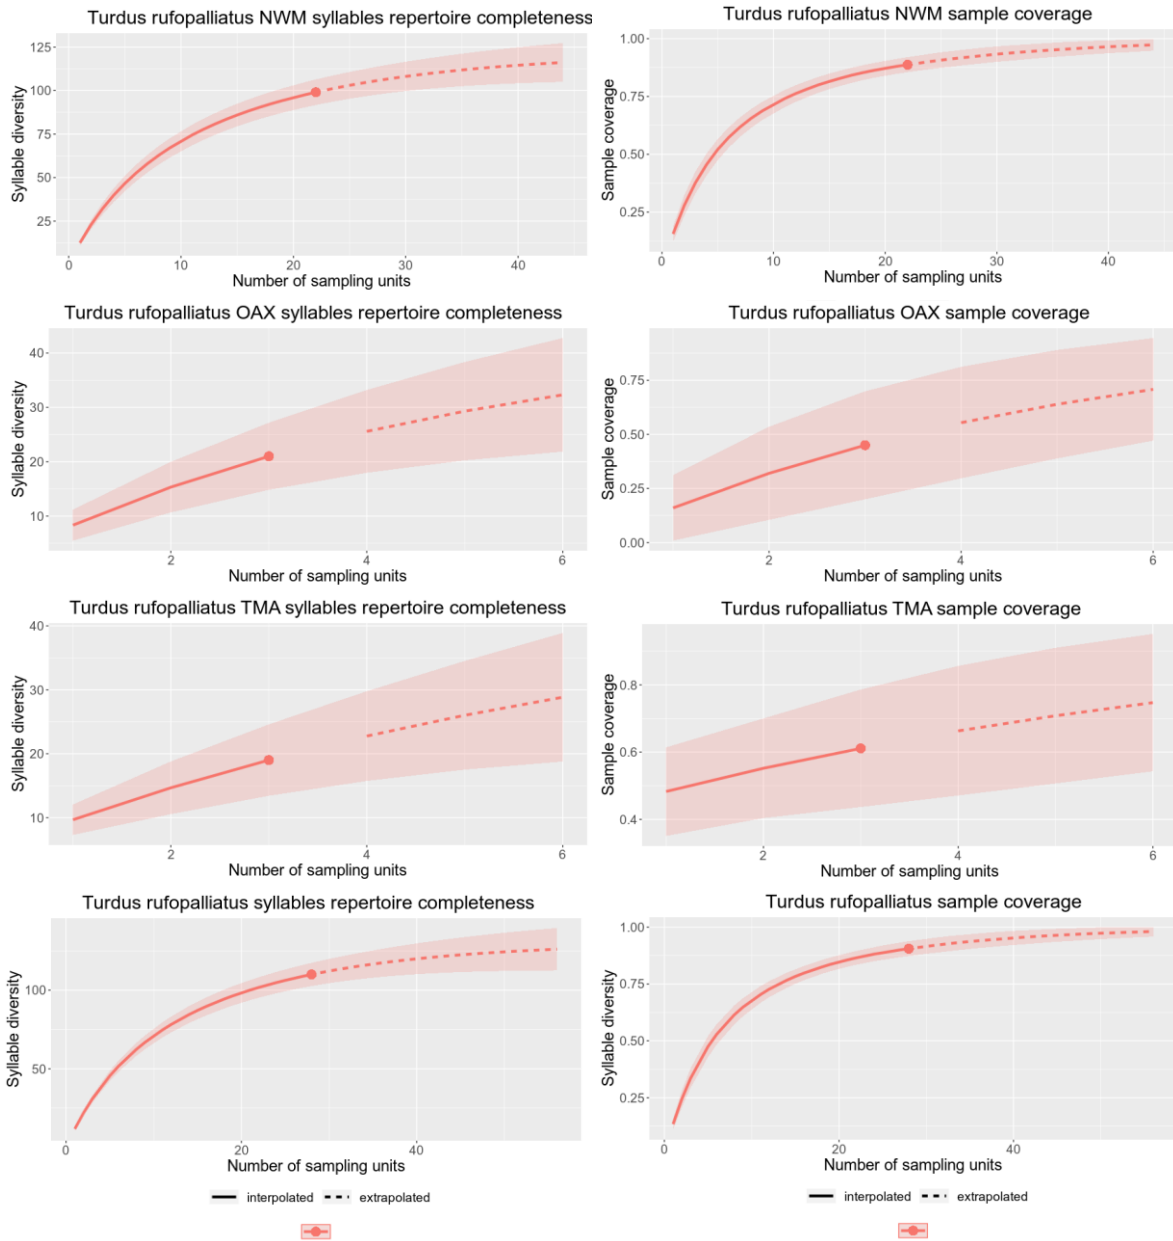 Turdus rufopalliatus NWM syllables repertoire completeness
Syllable diversity
125
100
75
50
25
0 10 20 30 40
Number of sampling units
Turdus rufopalliatus NWM sample coverage
Sample coverage
1.00
0.75
0.50
0.25
0 10 20 30 40
Number of sampling units
Turdus rufopalliatus OAX syllables repertoire completeness
Syllable diversity
40
30
20
10
2 4 6
Number of sampling units
Turdus rufopalliatus OAX sample coverage
Sample coverage
0.75
0.50
0.25
0.00
2 4 6
Number of sampling units
Turdus rufopalliatus TMA syllables repertoire completeness
Syllable diversity
40
30
20
10
2 4 6
Number of sampling units
Turdus rufopalliatus TMA sample coverage
Sample coverage
0.8
0.6
0.4
2 4 6
Number of sampling units
Turdus rufopalliatus syllables repertoire completeness
Syllable diversity
100
50
0 20 40
Number of sampling units
interpolated extrapolated
Turdus rufopalliatus sample coverage
Syllable diversity
1.00
0.75
0.50
0.25
0 20 40
Number of sampling units
interpolated extrapolated